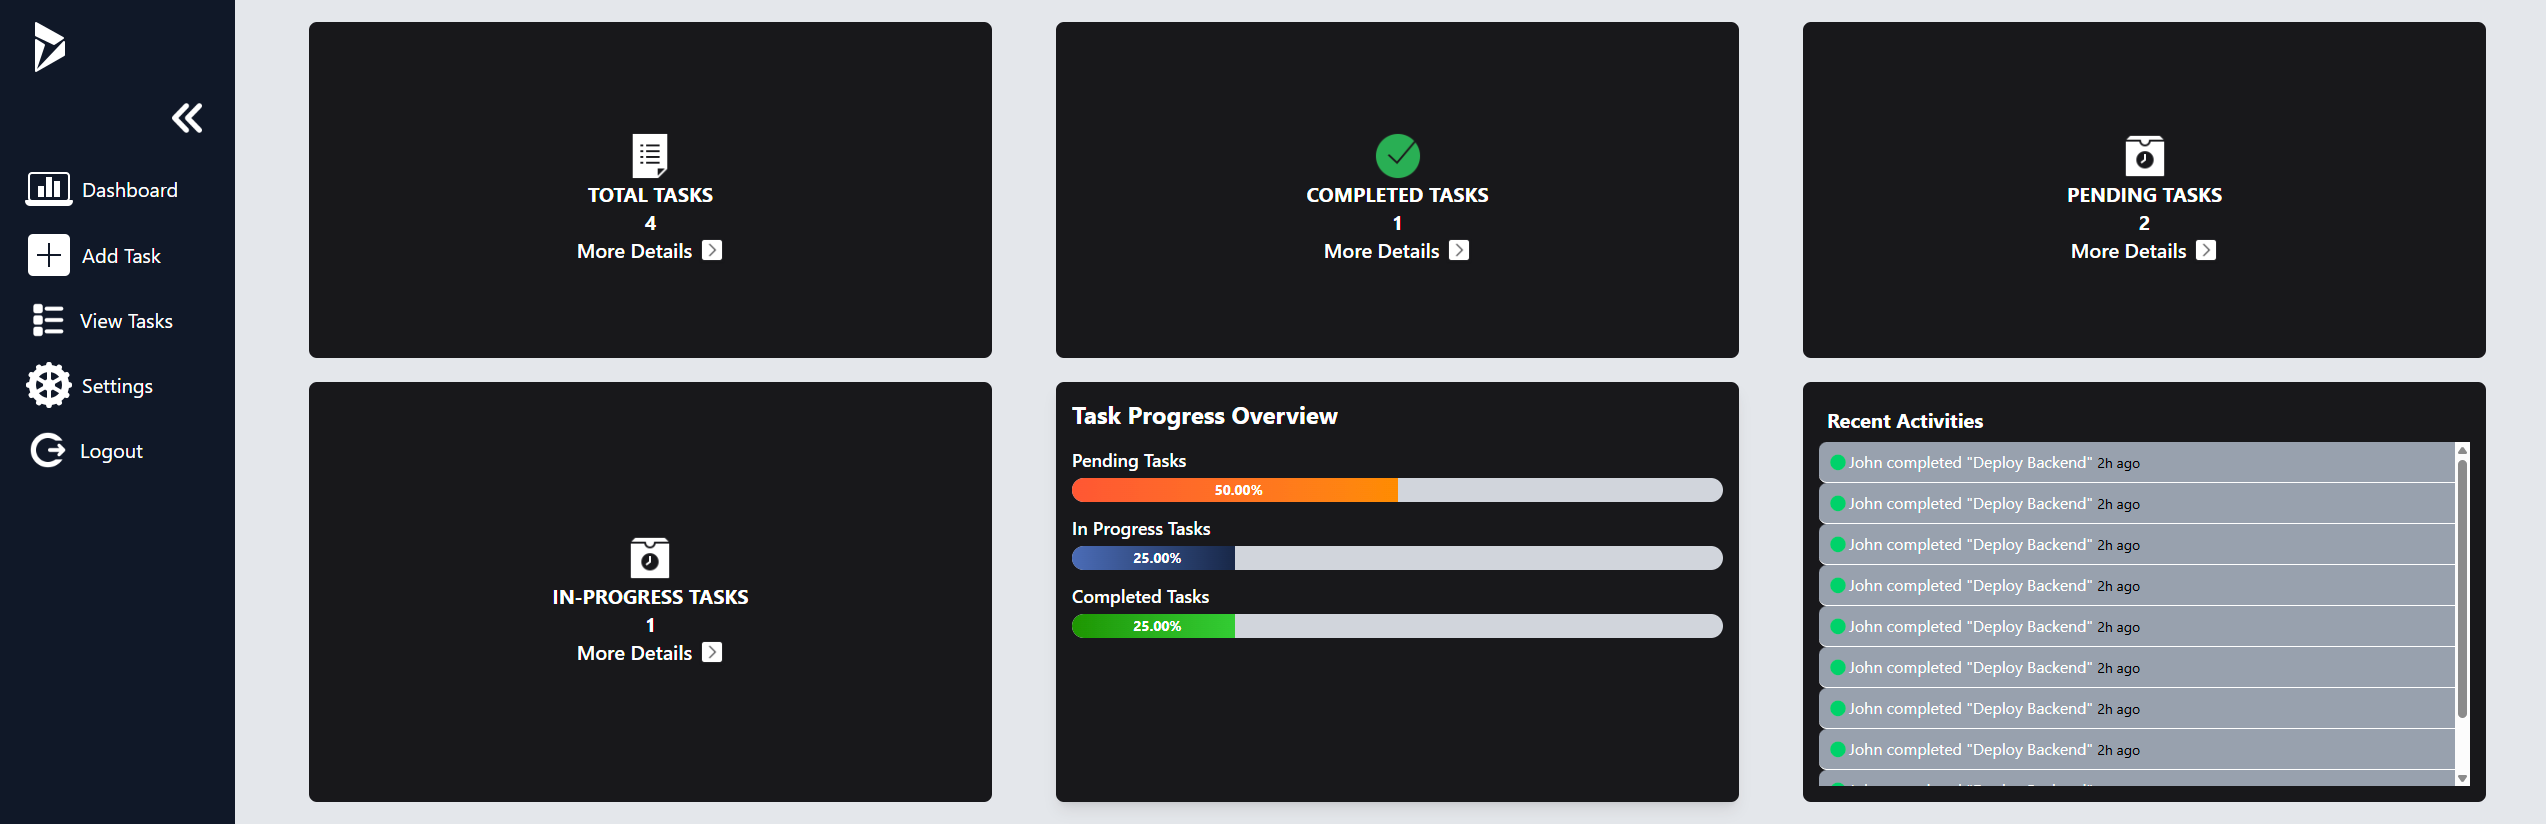 Dashboard
Add Task
View Tasks
Settings
Logout
TOTAL TASKS
4
More Details
COMPLETED TASKS
1
More Details
PENDING TASKS
2
More Details
IN-PROGRESS TASKS
1
More Details
Task Progress Overview
Pending Tasks
50.00%
In Progress Tasks
25.00%
Completed Tasks
25.00%
Recent Activities
John completed "Deploy Backend" 2h ago
John completed "Deploy Backend" 2h ago
John completed "Deploy Backend" 2h ago
John completed "Deploy Backend" 2h ago
John completed "Deploy Backend" 2h ago
John completed "Deploy Backend" 2h ago
John completed "Deploy Backend" 2h ago
John completed "Deploy Backend" 2h ago